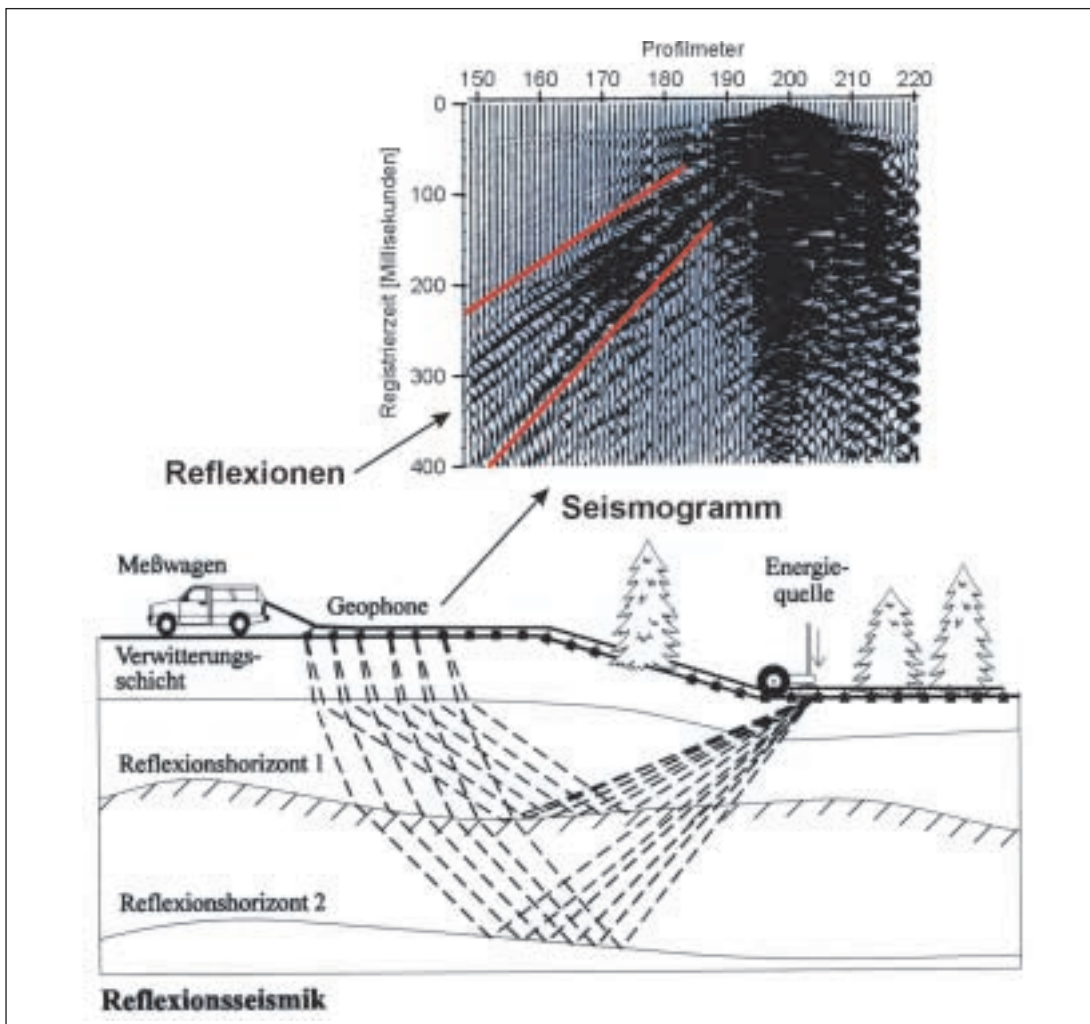 Profilmeter
150 160 170 180 190 200 210 220
Registrierzeit [Millisekunden]
0
100
200
300
400
Reflexionen
Seismogramm
Meßwagen
Geophone
Energie-
quelle
Verwitterungs-
schicht
Reflexionshorizont 1
Reflexionshorizont 2
Reflexionsseismik